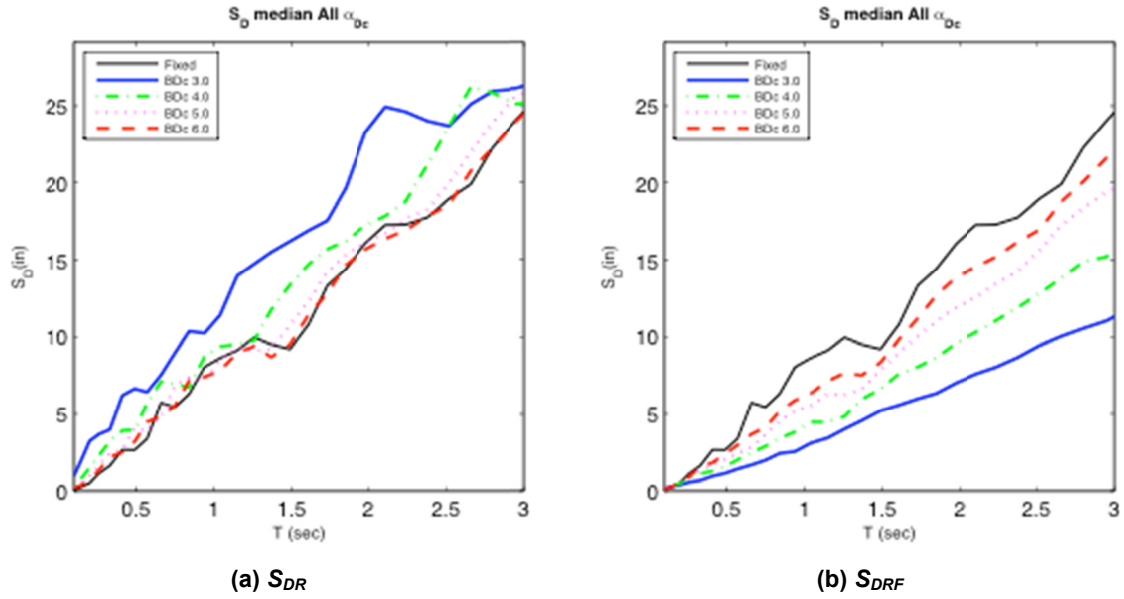 S_D median All α_Dc
Fixed
BDc 3.0
BDc 4.0
BDc 5.0
BDc 6.0
25
20
15
10
5
0
S_D(in)
0.5 1 1.5 2 2.5 3
T (sec)
(a) S_DR
S_D median All α_Dc
Fixed
BDc 3.0
BDc 4.0
BDc 5.0
BDc 6.0
25
20
15
10
5
0
S_D(in)
0.5 1 1.5 2 2.5 3
T (sec)
(b) S_DRF